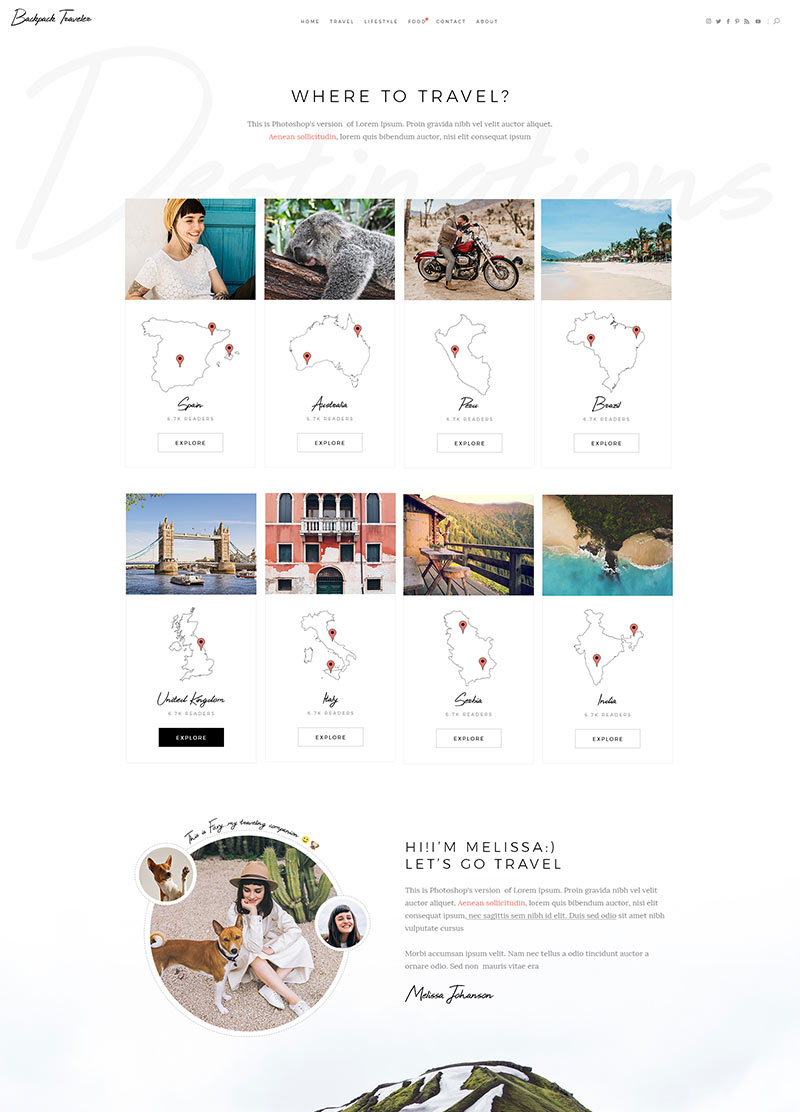 Backpack Traveler
HOME TRAVEL LIFESTYLE FOOD CONTACT ABOUT
Destinations
WHERE TO TRAVEL?
This is Photoshop's version of Lorem Ipsum. Proin gravida nibh vel velit auctor aliquet.
Aenean sollicitudin, lorem quis bibendum auctor, nisi elit consequat ipsum
Spain
6.7K READERS
EXPLORE
Australia
6.7K READERS
EXPLORE
Peru
6.7K READERS
EXPLORE
Brazil
6.7K READERS
EXPLORE
United Kingdom
6.7K READERS
EXPLORE
Italy
6.7K READERS
EXPLORE
Serbia
6.7K READERS
EXPLORE
India
6.7K READERS
EXPLORE
This is Foxy my traveling companion
HI!I'M MELISSA:)
LET'S GO TRAVEL
This is Photoshop's version of Lorem Ipsum. Proin gravida nibh vel velit
auctor aliquet. Aenean sollicitudin, lorem quis bibendum auctor, nisi elit
consequat ipsum, nec sagittis sem nibh id elit. Duis sed odio sit amet nibh
vulputate cursus
Morbi accumsan ipsum velit. Nam nec tellus a odio tincidunt auctor a
ornare odio. Sed non mauris vitae era
Melissa Johanson